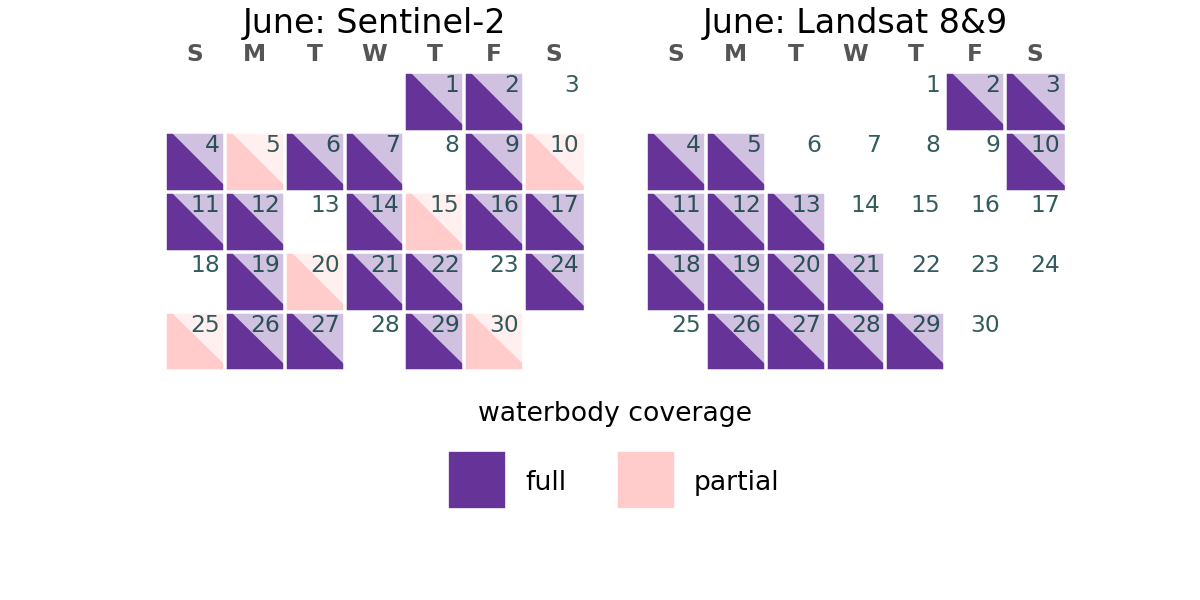 June: Sentinel-2
S M T W T F S
1 2 3
4 5 6 7 8 9 10
11 12 13 14 15 16 17
18 19 20 21 22 23 24
25 26 27 28 29 30
June: Landsat 8&9
S M T W T F S
1 2 3
4 5 6 7 8 9 10
11 12 13 14 15 16 17
18 19 20 21 22 23 24
25 26 27 28 29 30
waterbody coverage
full partial